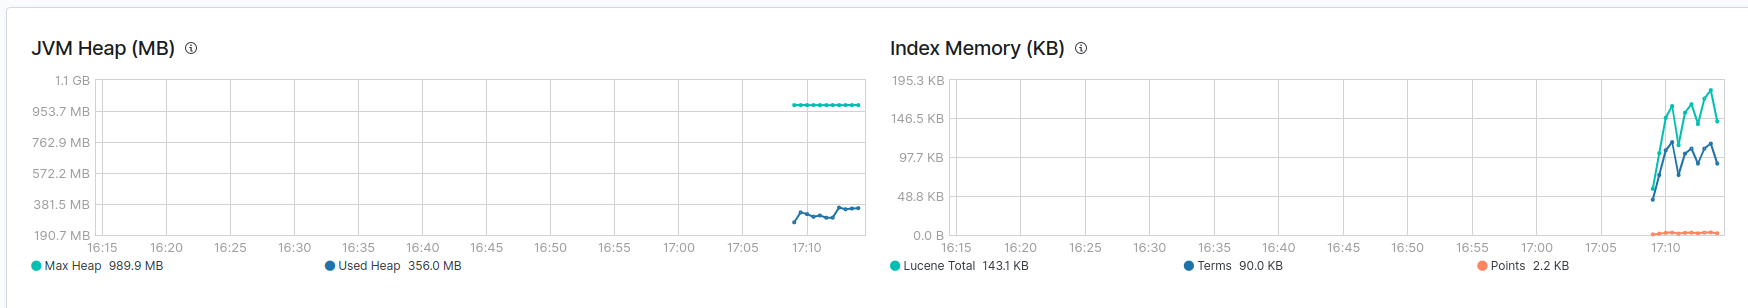 JVM Heap (MB)
1.1 GB
953.7 MB
762.9 MB
572.2 MB
381.5 MB
190.7 MB
16:15 16:20 16:25 16:30 16:35 16:40 16:45 16:50 16:55 17:00 17:05 17:10
Max Heap 989.9 MB Used Heap 356.0 MB
Index Memory (KB)
195.3 KB
146.5 KB
97.7 KB
48.8 KB
0.0 B
16:15 16:20 16:25 16:30 16:35 16:40 16:45 16:50 16:55 17:00 17:05 17:10
Lucene Total 143.1 KB Terms 90.0 KB Points 2.2 KB